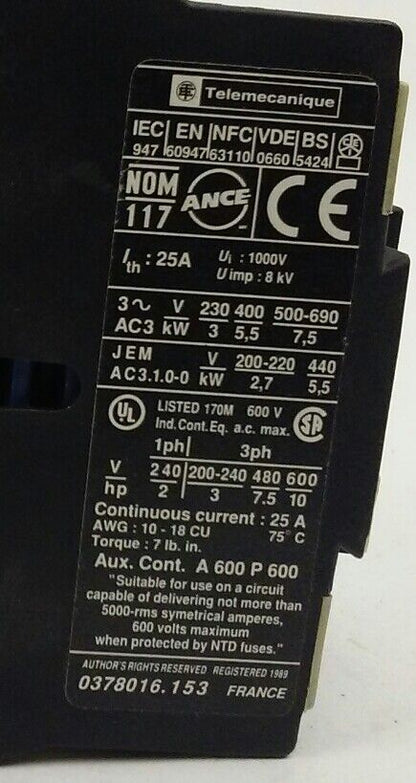 Telemecanique
IEC EN NFC VDE BS
947 60947 63110 0660 5424
NOM ANCE CE
117
Ith : 25A Ui : 1000V
U imp : 8 kV
3~ V 230 400 500-690
AC3 kW 3 5,5 7,5
JEM V 200-220 440
AC3.1.0-0 kW 2,7 5,5
UL LISTED 170M 600 V SA
Ind. Cont. Eq. a.c. max.
1ph 3ph
V 240 200-240 480 600
hp 2 3 7.5 10
Continuous current : 25 A
AWG : 10 - 18 CU 75° C
Torque : 7 lb. in.
Aux. Cont. A 600 P 600
"Suitable for use on a circuit
capable of delivering not more than
5000-rms symetrical amperes,
600 volts maximum
when protected by NTD fuses."
AUTHOR'S RIGHTS RESERVED REGISTERED 1989
0378016.153 FRANCE